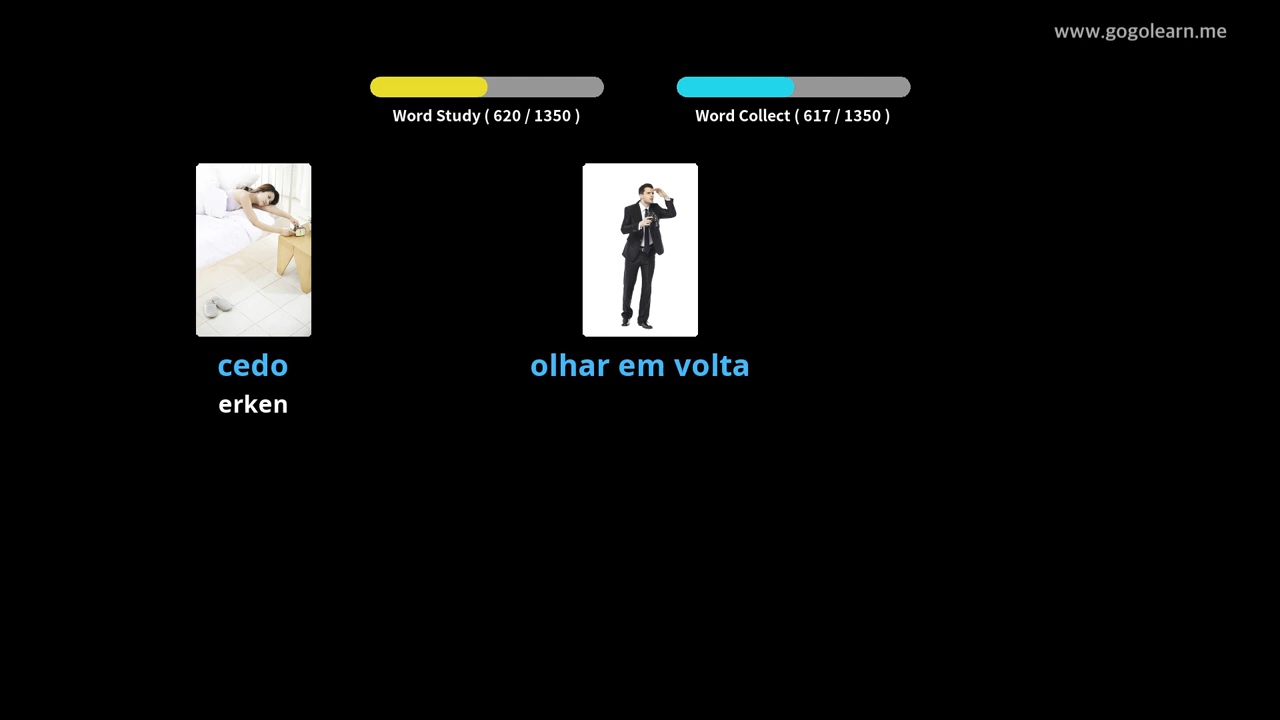 www.gogolearn.me
Word Study ( 620 / 1350 )
Word Collect ( 617 / 1350 )
cedo
erken
olhar em volta